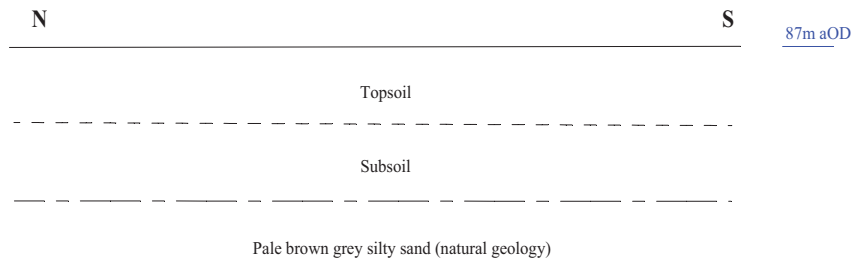 N S
87m aOD
Topsoil
Subsoil
Pale brown grey silty sand (natural geology)